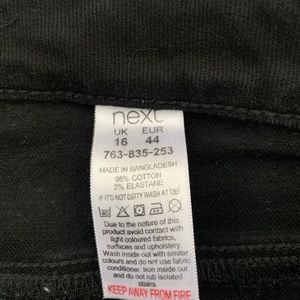 next
UK EUR
16 44
763-835-253
MADE IN BANGLADESH
98% COTTON
2% ELASTANE
IF IT'S NOT DIRTY WASH AT 30
40
Due to the nature of this
product avoid contact with
light coloured fabrics,
surfaces and upholstery.
Wash inside out with similar
colours and do not use fabric
conditioner. Iron inside out
and do not rub isolated
stains.
KEEP AWAY FROM FIRE